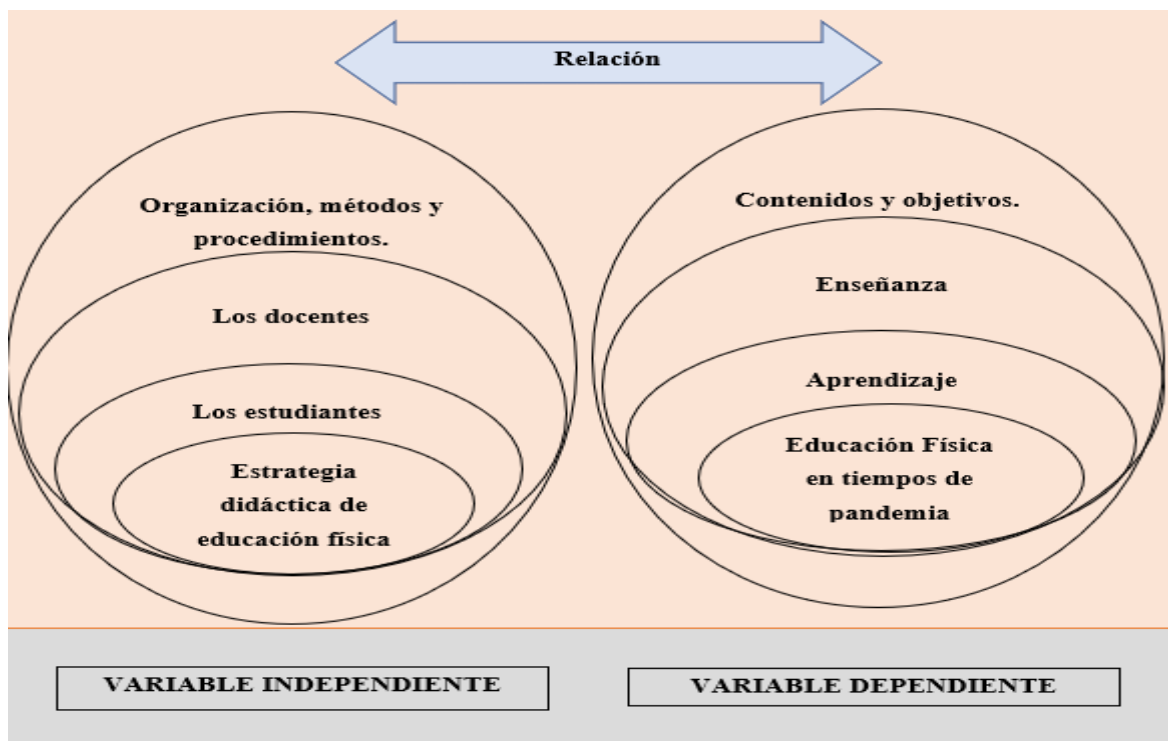 Relación
Organización, métodos y
procedimientos.
Los docentes
Los estudiantes
Estrategia
didáctica de
educación física
Contenidos y objetivos.
Enseñanza
Aprendizaje
Educación Física
en tiempos de
pandemia
VARIABLE INDEPENDIENTE
VARIABLE DEPENDIENTE